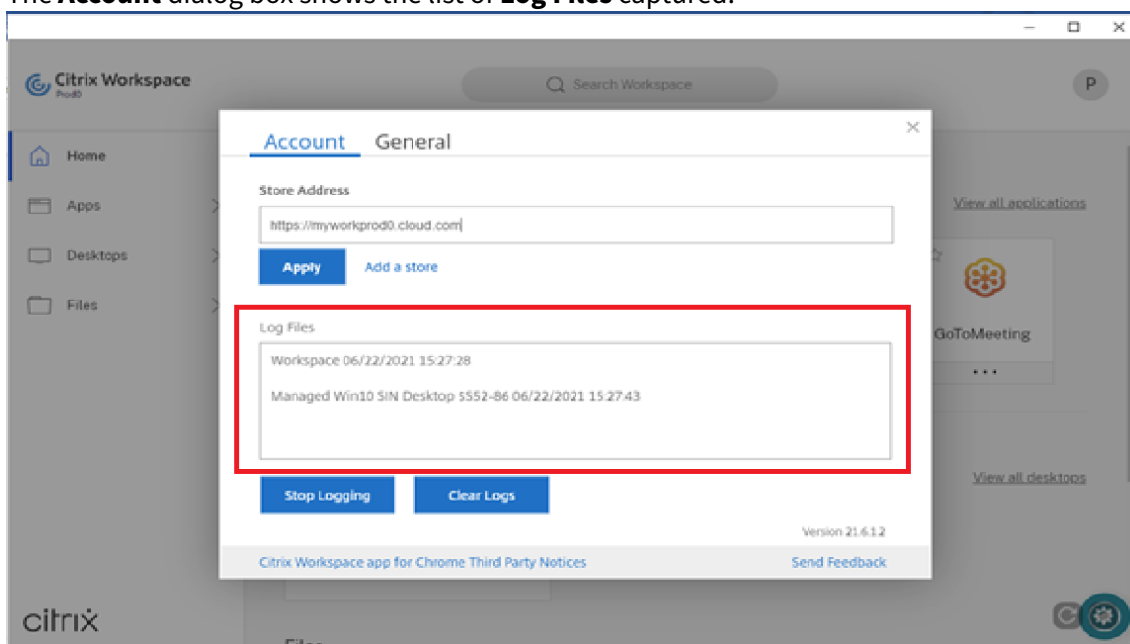 The Account dialog box shows the list of Log Files captured.
Citrix Workspace
Prod0
Search Workspace
P
Account General
Home
Store Address
Apps
View all applications
https://myworkprod0.cloud.com
Desktops
Apply Add a store
Files
Log Files
GoToMeeting
Workspace 06/22/2021 15:27:28
Managed Win10 SIN Desktop 5552-86 06/22/2021 15:27:43
View all desktops
Stop Logging Clear Logs
Version 21.6.1.2
Citrix Workspace app for Chrome Third Party Notices Send Feedback
citrix
Files